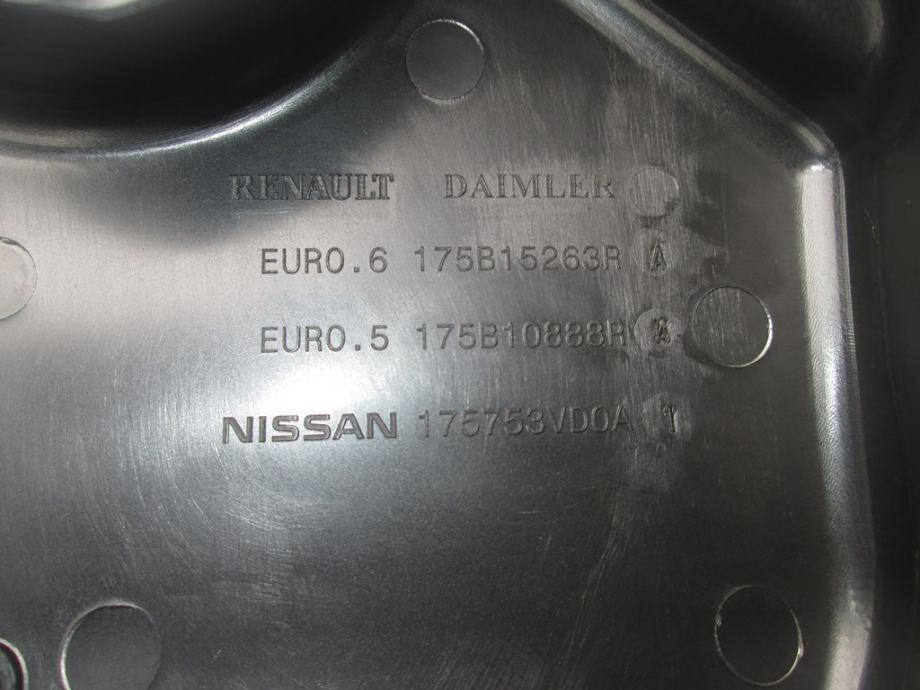 RENAULT DAIMLER
EURO.6 175B15263R A
EURO.5 175B10888R A
NISSAN 175753VD0A 1